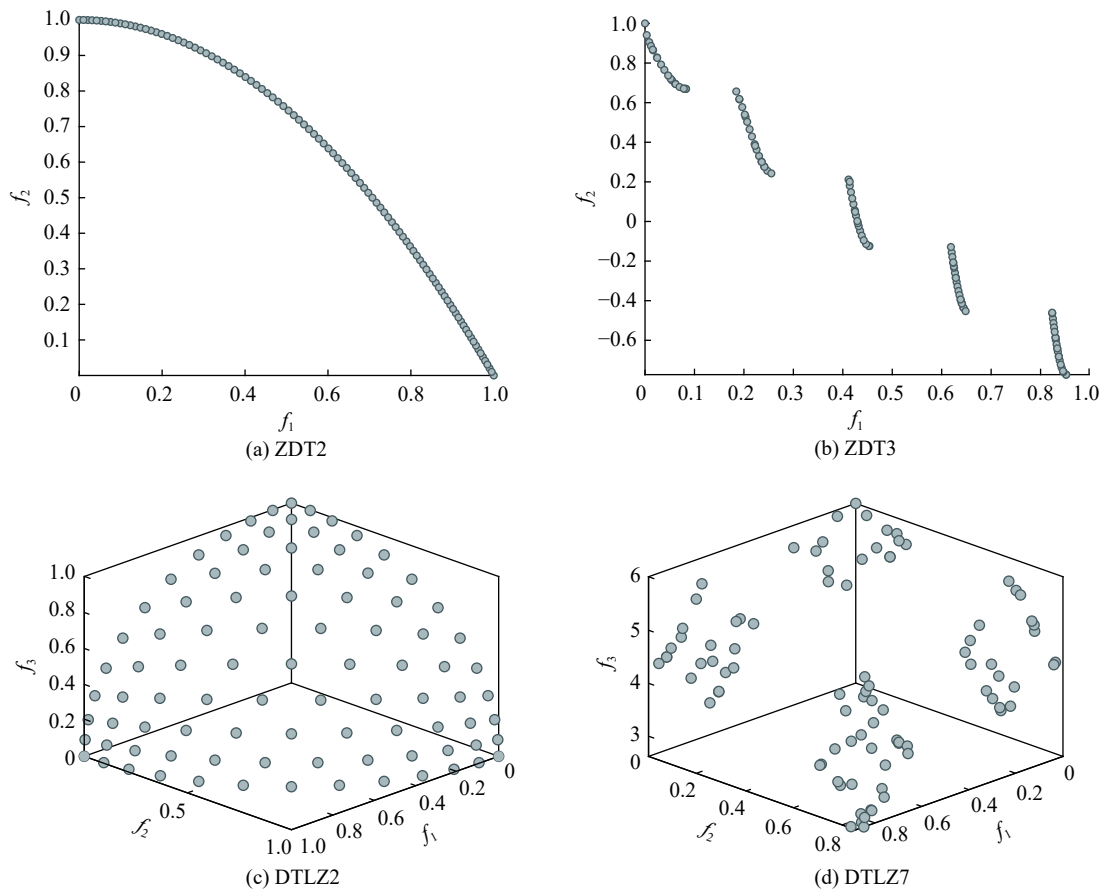 1.0
0.9
0.8
0.7
0.6
0.5
0.4
0.3
0.2
0.1
f2
0 0.2 0.4 0.6 0.8 1.0
f1
(a) ZDT2
1.0
0.8
0.6
0.4
0.2
0
−0.2
−0.4
−0.6
f2
0 0.1 0.2 0.3 0.4 0.5 0.6 0.7 0.8 0.9 1.0
f1
(b) ZDT3
1.0
0.8
0.6
0.4
0.2
0
f3
0.5
1.0
f2
1.0 0.8 0.6 0.4 0.2 0
f1
(c) DTLZ2
6
5
4
3
f3
0 0.2 0.4 0.6 0.8
f2
0.8 0.6 0.4 0.2 0
f1
(d) DTLZ7